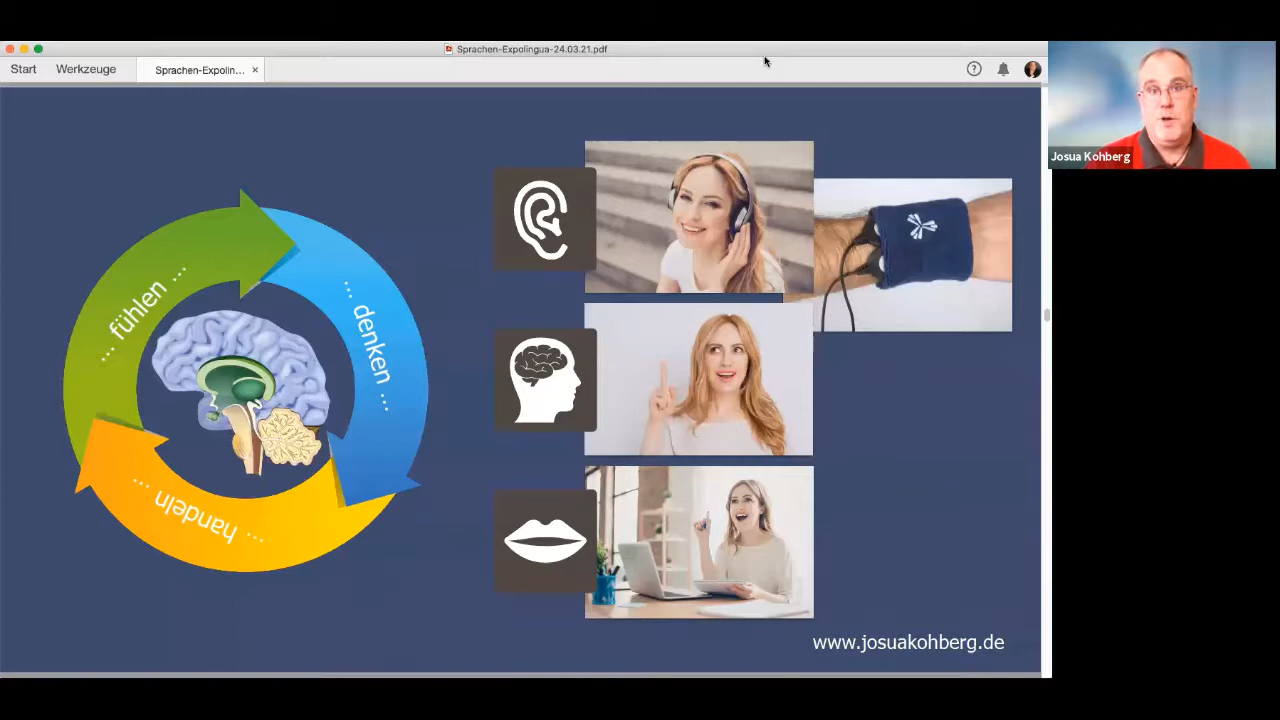 Sprachen-Expolingua-24.03.21.pdf
Start
Werkzeuge
Sprachen-Expolin...
Josua Kohberg
... fühlen ...
... denken ...
... handeln ...
www.josuakohberg.de